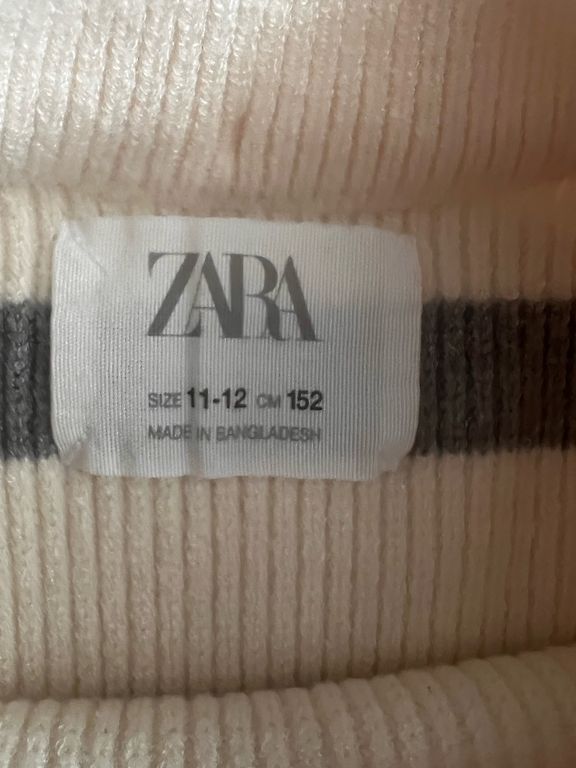 ZARA
SIZE 11-12 CM 152
MADE IN BANGLADESH